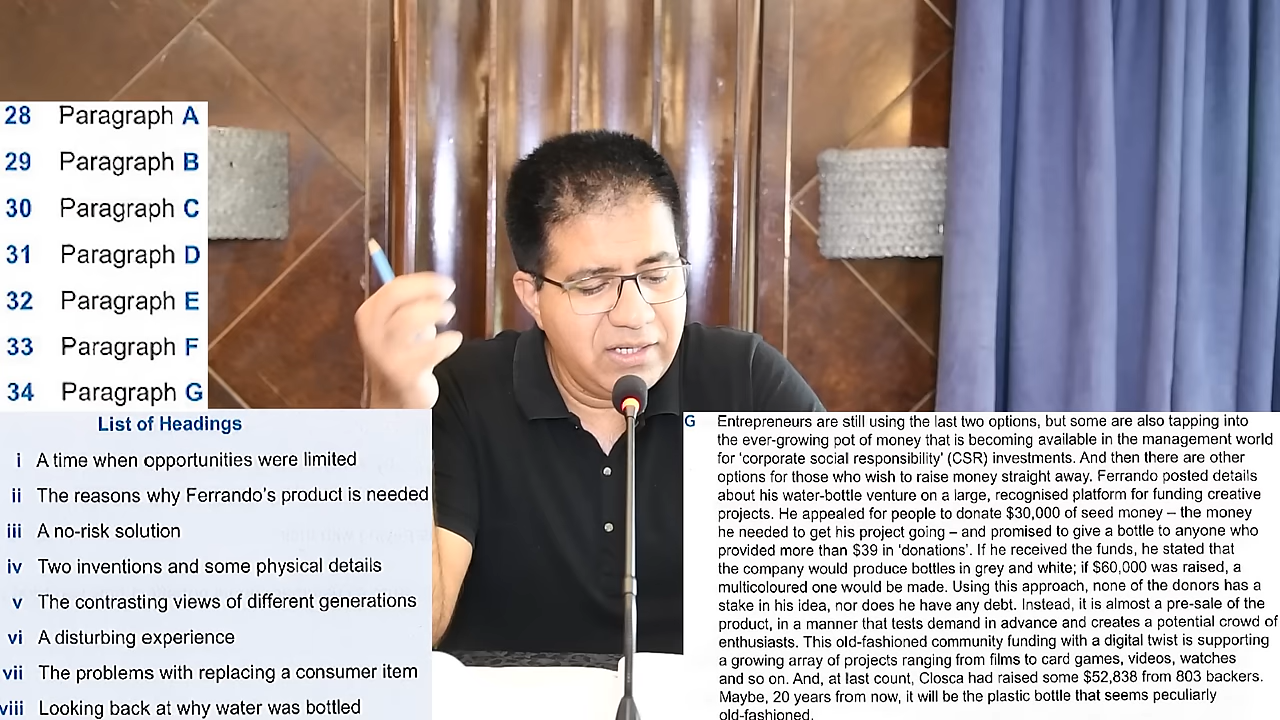 28 Paragraph A
29 Paragraph B
30 Paragraph C
31 Paragraph D
32 Paragraph E
33 Paragraph F
34 Paragraph G
List of Headings
i A time when opportunities were limited
ii The reasons why Ferrando's product is needed
iii A no-risk solution
iv Two inventions and some physical details
v The contrasting views of different generations
vi A disturbing experience
vii The problems with replacing a consumer item
viii Looking back at why water was bottled
G Entrepreneurs are still using the last two options, but some are also tapping into
the ever-growing pot of money that is becoming available in the management world
for 'corporate social responsibility' (CSR) investments. And then there are other
options for those who wish to raise money straight away. Ferrando posted details
about his water-bottle venture on a large, recognised platform for funding creative
projects. He appealed for people to donate $30,000 of seed money – the money
he needed to get his project going – and promised to give a bottle to anyone who
provided more than $39 in 'donations'. If he received the funds, he stated that
the company would produce bottles in grey and white; if $60,000 was raised, a
multicoloured one would be made. Using this approach, none of the donors has a
stake in his idea, nor does he have any debt. Instead, it is almost a pre-sale of the
product, in a manner that tests demand in advance and creates a potential crowd of
enthusiasts. This old-fashioned community funding with a digital twist is supporting
a growing array of projects ranging from films to card games, videos, watches
and so on. And, at last count, Closca had raised some $52,838 from 803 backers.
Maybe, 20 years from now, it will be the plastic bottle that seems peculiarly
old-fashioned.